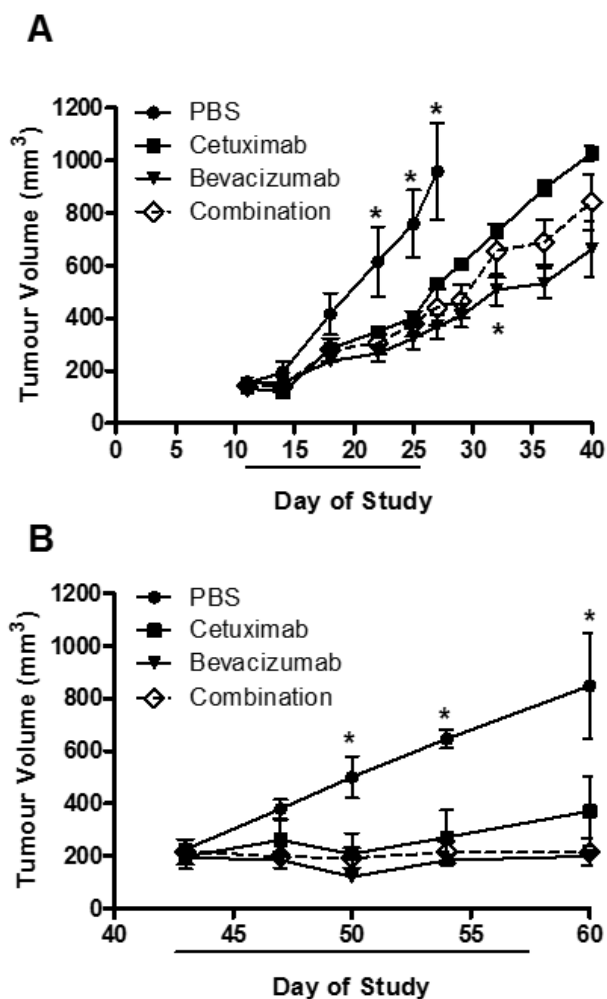 A
Tumour Volume (mm³)
1200
1000
800
600
400
200
0
PBS
Cetuximab
Bevacizumab
Combination
*
*
*
*
0 5 10 15 20 25 30 35 40
Day of Study
B
Tumour Volume (mm³)
1200
1000
800
600
400
200
0
PBS
Cetuximab
Bevacizumab
Combination
*
*
*
40 45 50 55 60
Day of Study